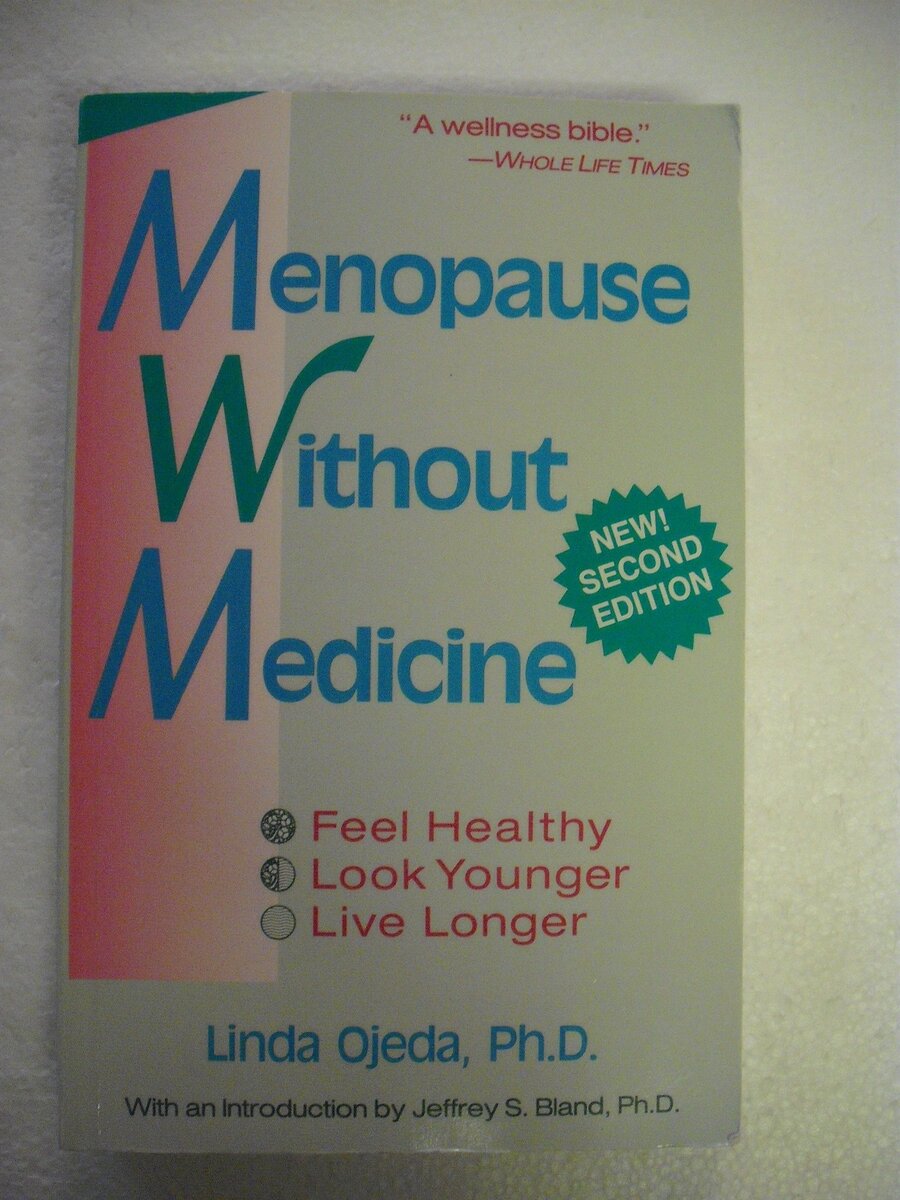 “A wellness bible.”
—WHOLE LIFE TIMES
Menopause
Without
Medicine
NEW!
SECOND
EDITION
Feel Healthy
Look Younger
Live Longer
Linda Ojeda, Ph.D.
With an Introduction by Jeffrey S. Bland, Ph.D.